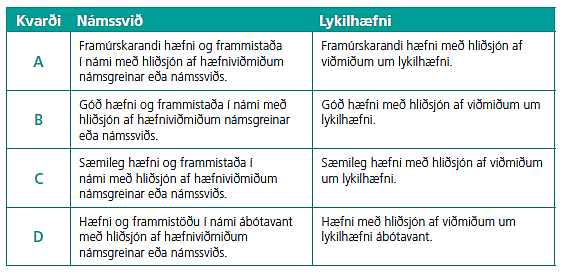 Kvarði Námssvið Lykilhæfni
A
Framúrskarandi hæfni og frammistaða
í námi með hliðsjón af hæfniviðmiðum
námsgreinar eða námssviðs.
Framúrskarandi hæfni með hliðsjón af
viðmiðum um lykilhæfni.
B
Góð hæfni og frammistaða í námi með
hliðsjón af hæfniviðmiðum námsgreinar
eða námssviðs.
Góð hæfni með hliðsjón af viðmiðum um
lykilhæfni.
C
Sæmileg hæfni og frammistaða í
námi með hliðsjón af hæfniviðmiðum
námsgreinar eða námssviðs.
Sæmileg hæfni með hliðsjón af viðmiðum
um lykilhæfni.
D
Hæfni og frammistöðu í námi ábótavant
með hliðsjón af hæfniviðmiðum
námsgreinar eða námssviðs.
Hæfni með hliðsjón af viðmiðum um
lykilhæfni ábótavant.